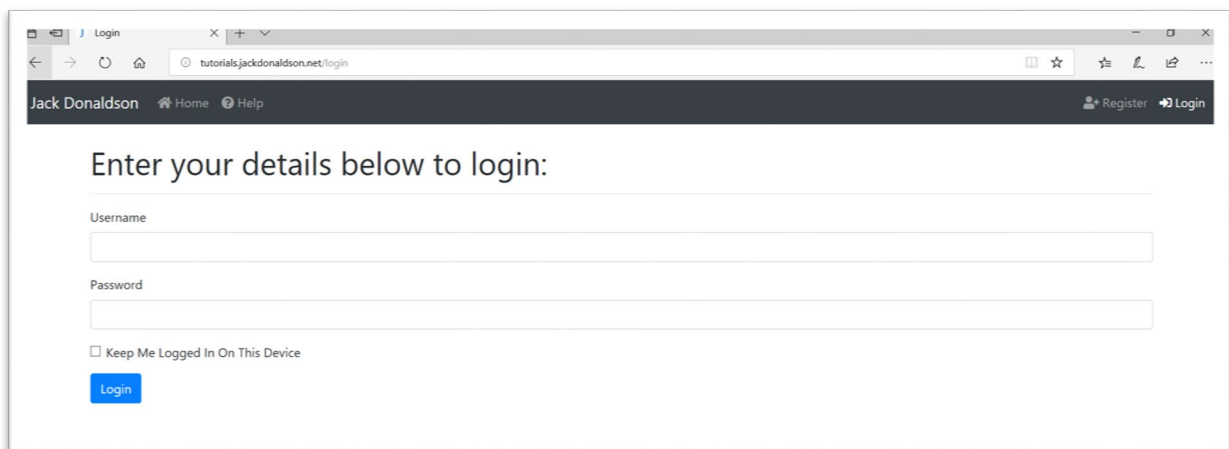 Login
tutorials.jackdonaldson.net/login
Jack Donaldson Home Help Register Login
Enter your details below to login:
Username
Password
Keep Me Logged In On This Device
Login